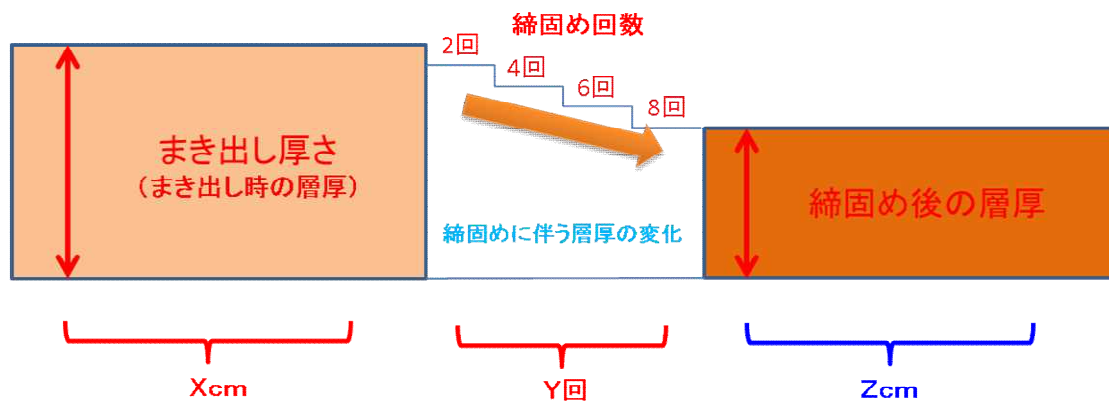 締固め回数
2回
4回
6回
8回
まき出し厚さ
（まき出し時の層厚）
締固めに伴う層厚の変化
締固め後の層厚
Xcm
Y回
Zcm